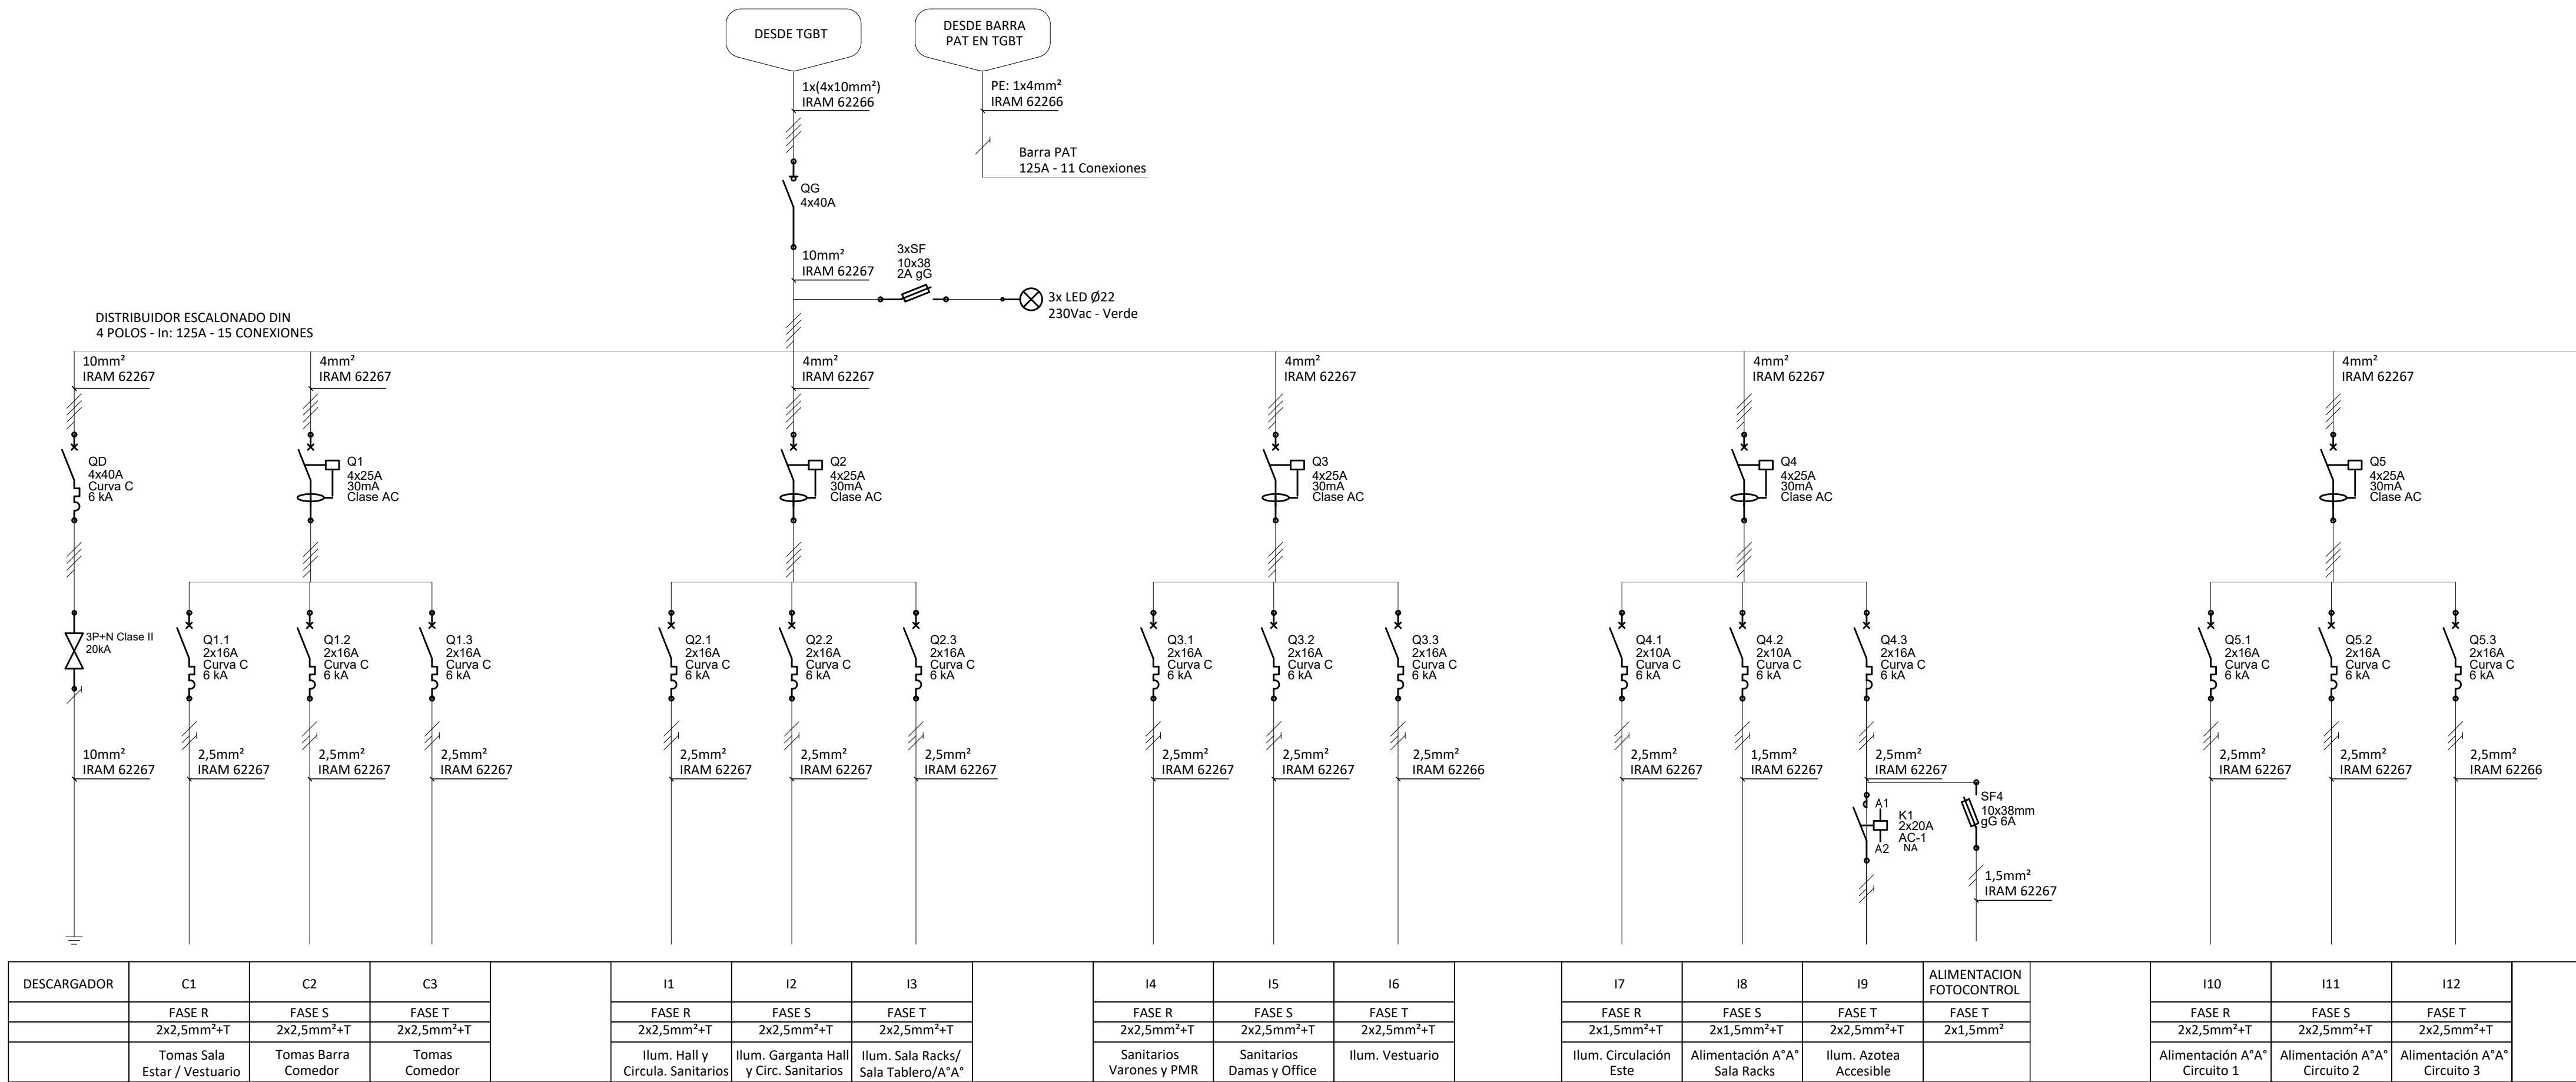 DESDE TGBT
DESDE BARRA
PAT EN TGBT
1x(4x10mm²)
IRAM 62266
PE: 1x4mm²
IRAM 62266
Barra PAT
125A - 11 Conexiones
QG
4x40A
10mm²
IRAM 62267
3xSF
10x38
2A gG
3x LED Ø22
230Vac - Verde
DISTRIBUIDOR ESCALONADO DIN
4 POLOS - In: 125A - 15 CONEXIONES
10mm²
IRAM 62267
4mm²
IRAM 62267
4mm²
IRAM 62267
4mm²
IRAM 62267
4mm²
IRAM 62267
4mm²
IRAM 62267
QD
4x40A
Curva C
6 kA
Q1
4x25A
30mA
Clase AC
Q2
4x25A
30mA
Clase AC
Q3
4x25A
30mA
Clase AC
Q4
4x25A
30mA
Clase AC
Q5
4x25A
30mA
Clase AC
3P+N Clase II
20kA
Q1.1
2x16A
Curva C
6 kA
Q1.2
2x16A
Curva C
6 kA
Q1.3
2x16A
Curva C
6 kA
Q2.1
2x16A
Curva C
6 kA
Q2.2
2x16A
Curva C
6 kA
Q2.3
2x16A
Curva C
6 kA
Q3.1
2x16A
Curva C
6 kA
Q3.2
2x16A
Curva C
6 kA
Q3.3
2x16A
Curva C
6 kA
Q4.1
2x10A
Curva C
6 kA
Q4.2
2x10A
Curva C
6 kA
Q4.3
2x16A
Curva C
6 kA
Q5.1
2x16A
Curva C
6 kA
Q5.2
2x16A
Curva C
6 kA
Q5.3
2x16A
Curva C
6 kA
10mm²
IRAM 62267
2,5mm²
IRAM 62267
2,5mm²
IRAM 62267
2,5mm²
IRAM 62267
2,5mm²
IRAM 62267
2,5mm²
IRAM 62267
2,5mm²
IRAM 62267
2,5mm²
IRAM 62267
2,5mm²
IRAM 62267
2,5mm²
IRAM 62266
2,5mm²
IRAM 62267
1,5mm²
IRAM 62267
2,5mm²
IRAM 62267
2,5mm²
IRAM 62267
2,5mm²
IRAM 62267
2,5mm²
IRAM 62266
A1
K1
2x20A
AC-1
A2 NA
SF4
10x38mm
gG 6A
1,5mm²
IRAM 62267
DESCARGADOR
C1
C2
C3
I1
I2
I3
I4
I5
I6
I7
I8
I9
ALIMENTACION
FOTOCONTROL
I10
I11
I12
FASE R
FASE S
FASE T
FASE R
FASE S
FASE T
FASE R
FASE S
FASE T
FASE R
FASE S
FASE T
FASE T
FASE R
FASE S
FASE T
2x2,5mm²+T
2x2,5mm²+T
2x2,5mm²+T
2x2,5mm²+T
2x2,5mm²+T
2x2,5mm²+T
2x2,5mm²+T
2x2,5mm²+T
2x2,5mm²+T
2x1,5mm²+T
2x1,5mm²+T
2x2,5mm²+T
2x1,5mm²
2x2,5mm²+T
2x2,5mm²+T
2x2,5mm²+T
Tomas Sala
Estar / Vestuario
Tomas Barra
Comedor
Tomas
Comedor
Ilum. Hall y
Circula. Sanitarios
Ilum. Garganta Hall
y Circ. Sanitarios
Ilum. Sala Racks/
Sala Tablero/A°A°
Sanitarios
Varones y PMR
Sanitarios
Damas y Office
Ilum. Vestuario
Ilum. Circulación
Este
Alimentación A°A°
Sala Racks
Ilum. Azotea
Accesible
Alimentación A°A°
Circuito 1
Alimentación A°A°
Circuito 2
Alimentación A°A°
Circuito 3